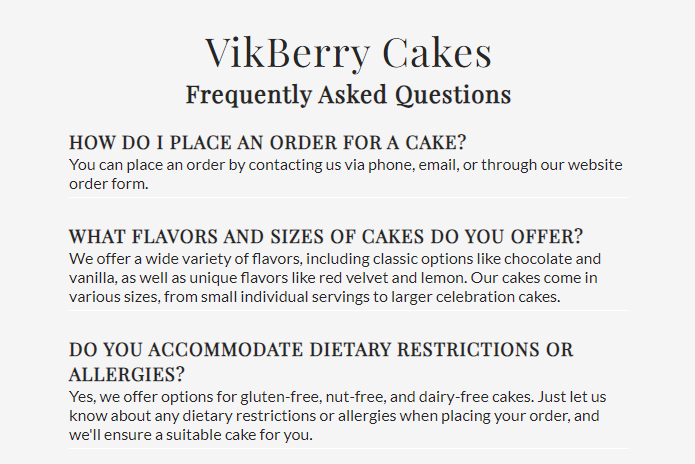 VikBerry Cakes
Frequently Asked Questions
HOW DO I PLACE AN ORDER FOR A CAKE?
You can place an order by contacting us via phone, email, or through our website
order form.
WHAT FLAVORS AND SIZES OF CAKES DO YOU OFFER?
We offer a wide variety of flavors, including classic options like chocolate and
vanilla, as well as unique flavors like red velvet and lemon. Our cakes come in
various sizes, from small individual servings to larger celebration cakes.
DO YOU ACCOMMODATE DIETARY RESTRICTIONS OR
ALLERGIES?
Yes, we offer options for gluten-free, nut-free, and dairy-free cakes. Just let us
know about any dietary restrictions or allergies when placing your order, and
we'll ensure a suitable cake for you.